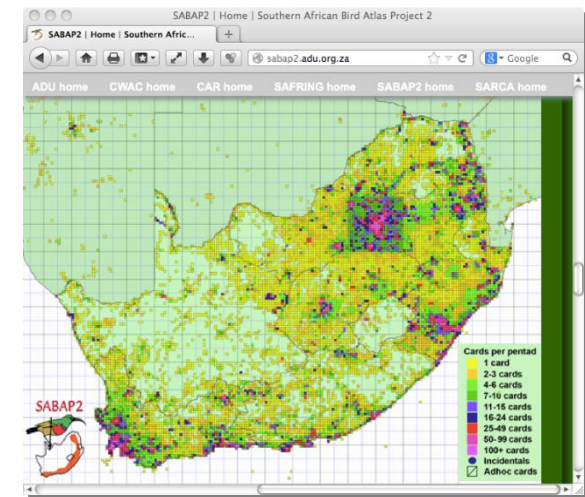 SABAP2 | Home | Southern African Bird Atlas Project 2
SABAP2 | Home | Southern Afric...
sabap2.adu.org.za
Google
ADU home CWAC home CAR home SAFRING home SABAP2 home SARCA home
Cards per pentad
1 card
2-3 cards
4-6 cards
7-10 cards
11-15 cards
16-24 cards
25-49 cards
50-99 cards
100+ cards
Incidentals
Adhoc cards
SABAP2